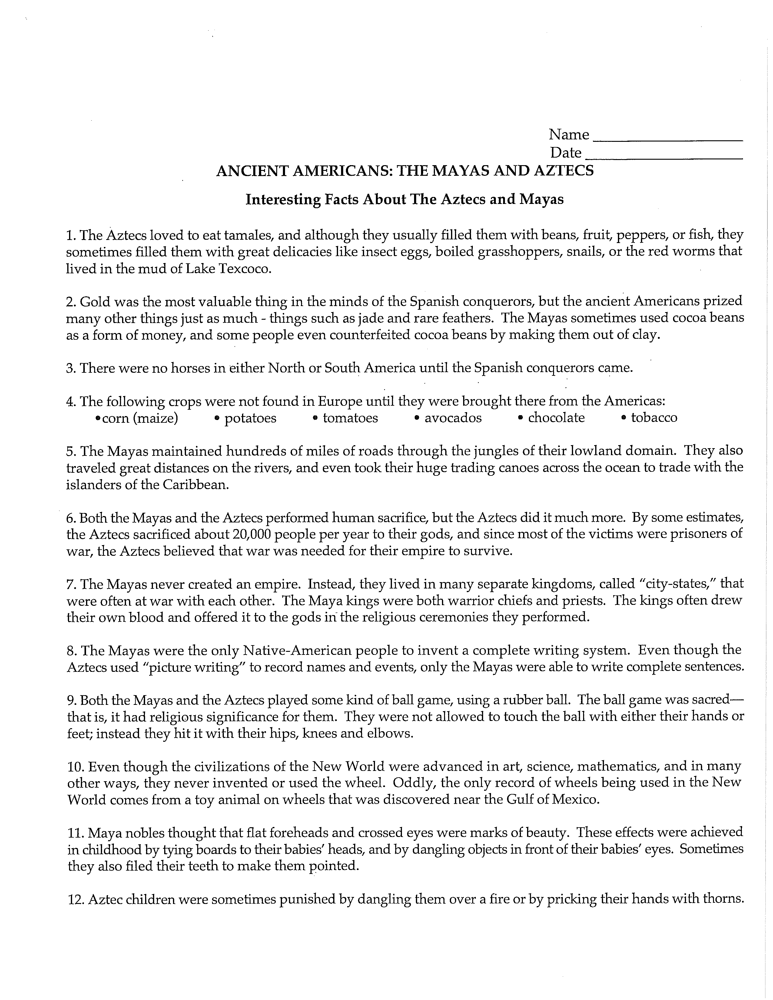 Name
Date
ANCIENT AMERICANS: THE MAYAS AND AZTECS
Interesting Facts About The Aztecs and Mayas
1. The Aztecs loved to eat tamales, and although they usually filled them with beans, fruit, peppers, or fish, they
sometimes filled them with great delicacies like insect eggs, boiled grasshoppers, snails, or the red worms that
lived in the mud of Lake Texcoco.
2. Gold was the most valuable thing in the minds of the Spanish conquerors, but the ancient Americans prized
many other things just as much - things such as jade and rare feathers. The Mayas sometimes used cocoa beans
as a form of money, and some people even counterfeited cocoa beans by making them out of clay.
3. There were no horses in either North or South America until the Spanish conquerors came.
4. The following crops were not found in Europe until they were brought there from the Americas:
• corn (maize) • potatoes • tomatoes • avocados • chocolate • tobacco
5. The Mayas maintained hundreds of miles of roads through the jungles of their lowland domain. They also
traveled great distances on the rivers, and even took their huge trading canoes across the ocean to trade with the
islanders of the Caribbean.
6. Both the Mayas and the Aztecs performed human sacrifice, but the Aztecs did it much more. By some estimates,
the Aztecs sacrificed about 20,000 people per year to their gods, and since most of the victims were prisoners of
war, the Aztecs believed that war was needed for their empire to survive.
7. The Mayas never created an empire. Instead, they lived in many separate kingdoms, called "city-states," that
were often at war with each other. The Maya kings were both warrior chiefs and priests. The kings often drew
their own blood and offered it to the gods in the religious ceremonies they performed.
8. The Mayas were the only Native-American people to invent a complete writing system. Even though the
Aztecs used "picture writing" to record names and events, only the Mayas were able to write complete sentences.
9. Both the Mayas and the Aztecs played some kind of ball game, using a rubber ball. The ball game was sacred—
that is, it had religious significance for them. They were not allowed to touch the ball with either their hands or
feet; instead they hit it with their hips, knees and elbows.
10. Even though the civilizations of the New World were advanced in art, science, mathematics, and in many
other ways, they never invented or used the wheel. Oddly, the only record of wheels being used in the New
World comes from a toy animal on wheels that was discovered near the Gulf of Mexico.
11. Maya nobles thought that flat foreheads and crossed eyes were marks of beauty. These effects were achieved
in childhood by tying boards to their babies' heads, and by dangling objects in front of their babies' eyes. Sometimes
they also filed their teeth to make them pointed.
12. Aztec children were sometimes punished by dangling them over a fire or by pricking their hands with thorns.